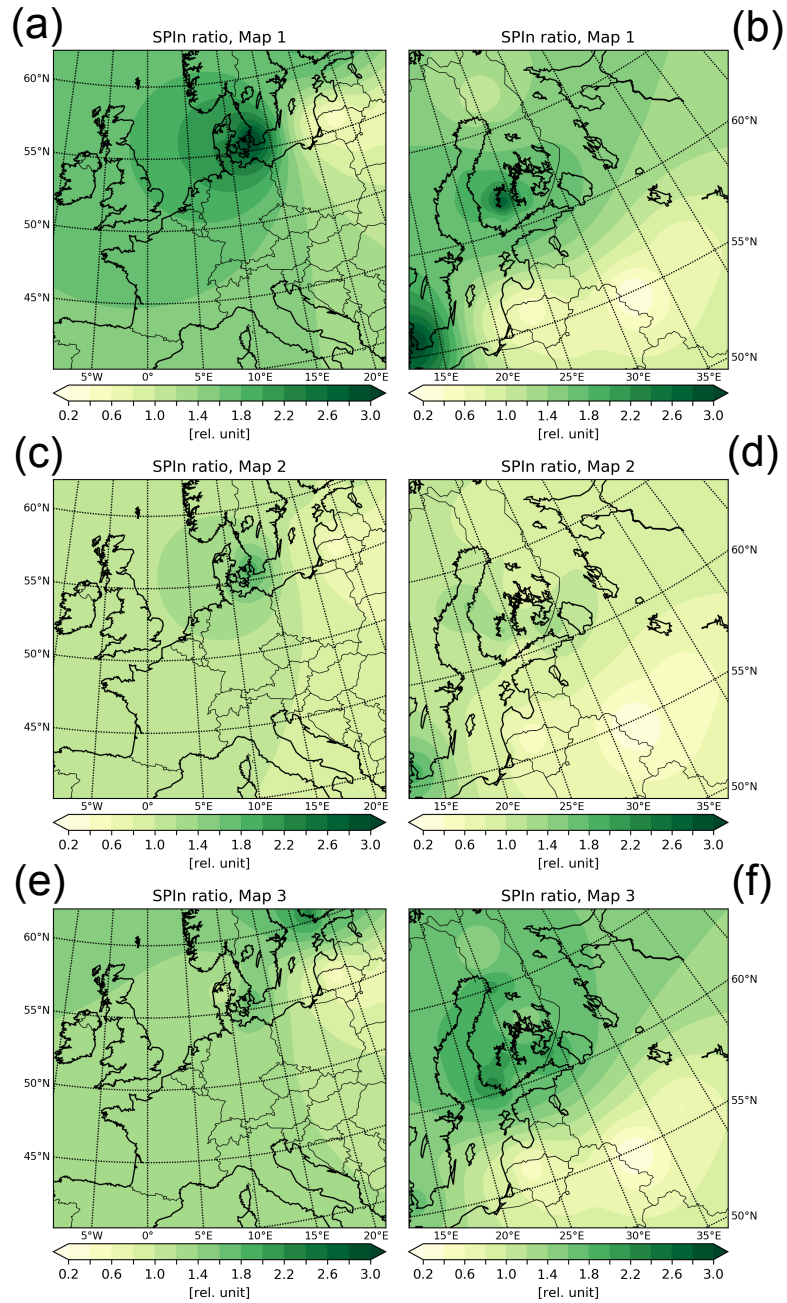 (a) (b)
SPIn ratio, Map 1 SPIn ratio, Map 1
60°N
55°N
50°N
45°N
60°N
55°N
50°N
5°W 0° 5°E 10°E 15°E 20°E 15°E 20°E 25°E 30°E 35°E
0.2 0.6 1.0 1.4 1.8 2.2 2.6 3.0 0.2 0.6 1.0 1.4 1.8 2.2 2.6 3.0
[rel. unit] [rel. unit]
(c) (d)
SPIn ratio, Map 2 SPIn ratio, Map 2
60°N
55°N
50°N
45°N
60°N
55°N
50°N
5°W 0° 5°E 10°E 15°E 20°E 15°E 20°E 25°E 30°E 35°E
0.2 0.6 1.0 1.4 1.8 2.2 2.6 3.0 0.2 0.6 1.0 1.4 1.8 2.2 2.6 3.0
[rel. unit] [rel. unit]
(e) (f)
SPIn ratio, Map 3 SPIn ratio, Map 3
60°N
55°N
50°N
45°N
60°N
55°N
50°N
5°W 0° 5°E 10°E 15°E 20°E 15°E 20°E 25°E 30°E 35°E
0.2 0.6 1.0 1.4 1.8 2.2 2.6 3.0 0.2 0.6 1.0 1.4 1.8 2.2 2.6 3.0
[rel. unit] [rel. unit]